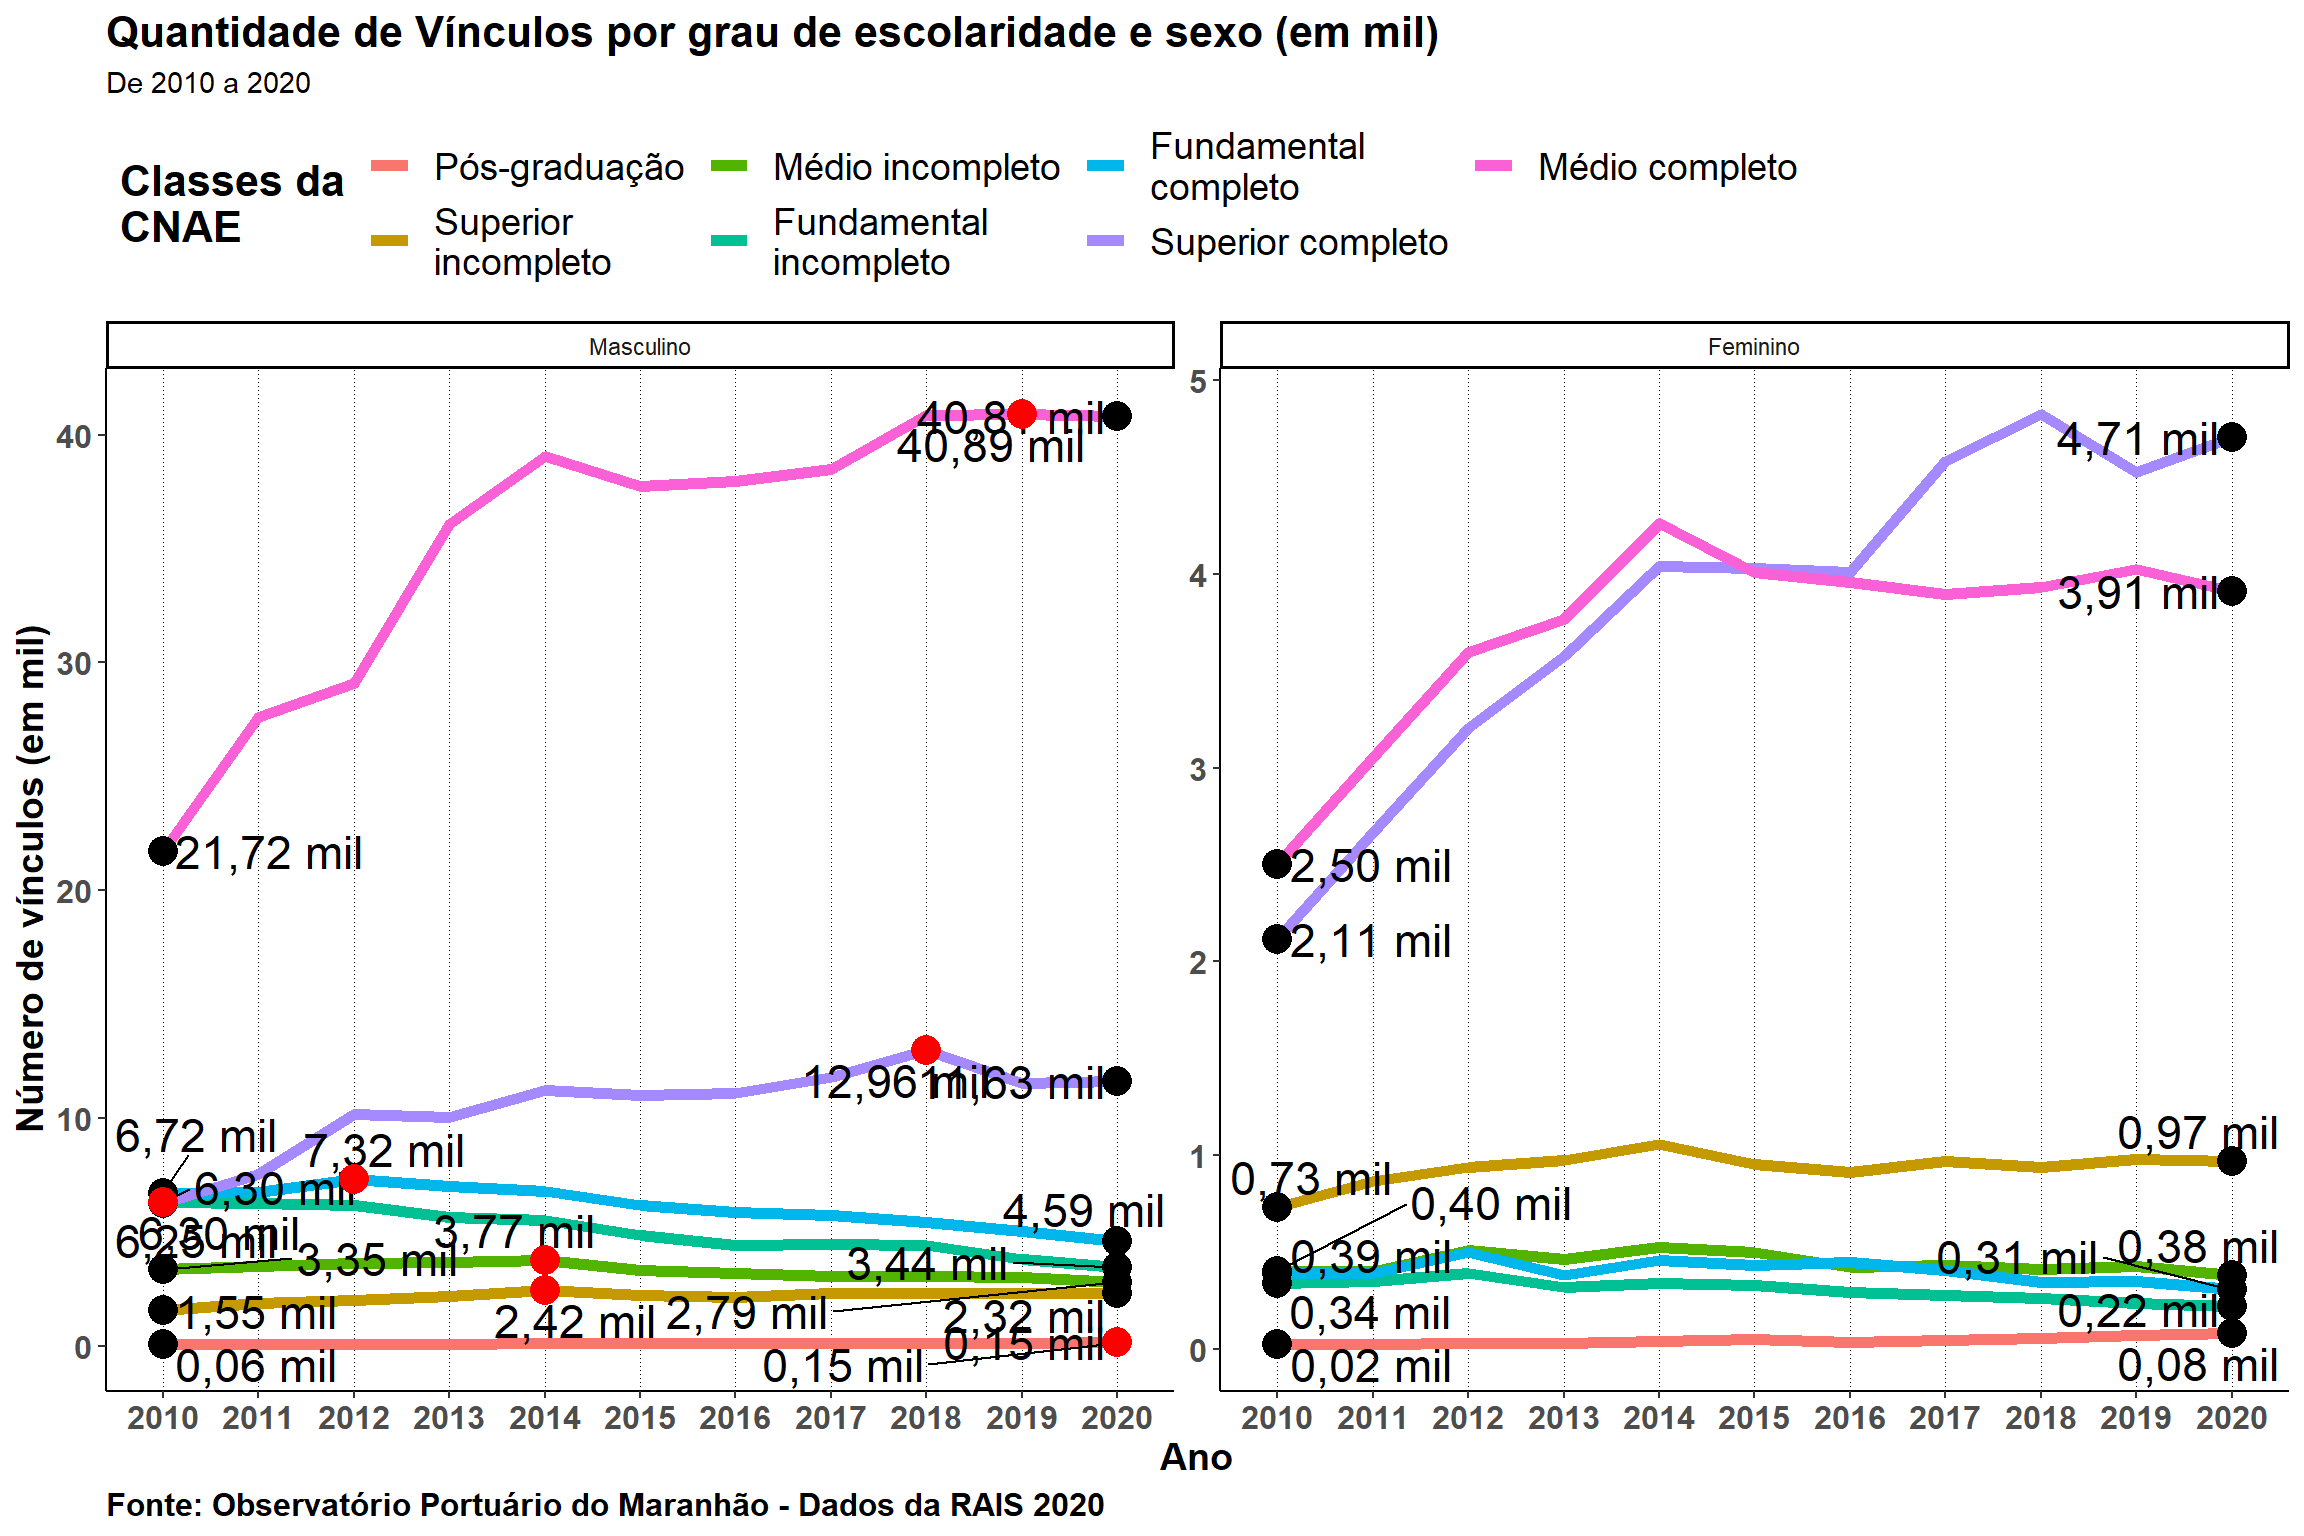 Quantidade de Vínculos por grau de escolaridade e sexo (em mil)
De 2010 a 2020
Classes da
CNAE
Pós-graduação
Superior
incompleto
Médio incompleto
Fundamental
incompleto
Fundamental
completo
Superior completo
Médio completo
Masculino
Feminino
Número de vínculos (em mil)
40
30
20
10
0
40,89 mil
21,72 mil
12,96 mil
11,63 mil
6,72 mil
7,32 mil
6,30 mil
6,30 mil
6,25 mil
3,77 mil
4,59 mil
3,35 mil
3,44 mil
1,55 mil
2,42 mil
2,79 mil
2,32 mil
0,15 mil
0,15 mil
0,06 mil
2010 2011 2012 2013 2014 2015 2016 2017 2018 2019 2020
5
4
3
2
1
0
4,71 mil
3,91 mil
2,50 mil
2,11 mil
0,97 mil
0,73 mil
0,40 mil
0,39 mil
0,31 mil
0,38 mil
0,34 mil
0,22 mil
0,02 mil
0,08 mil
2010 2011 2012 2013 2014 2015 2016 2017 2018 2019 2020
Ano
Fonte: Observatório Portuário do Maranhão - Dados da RAIS 2020